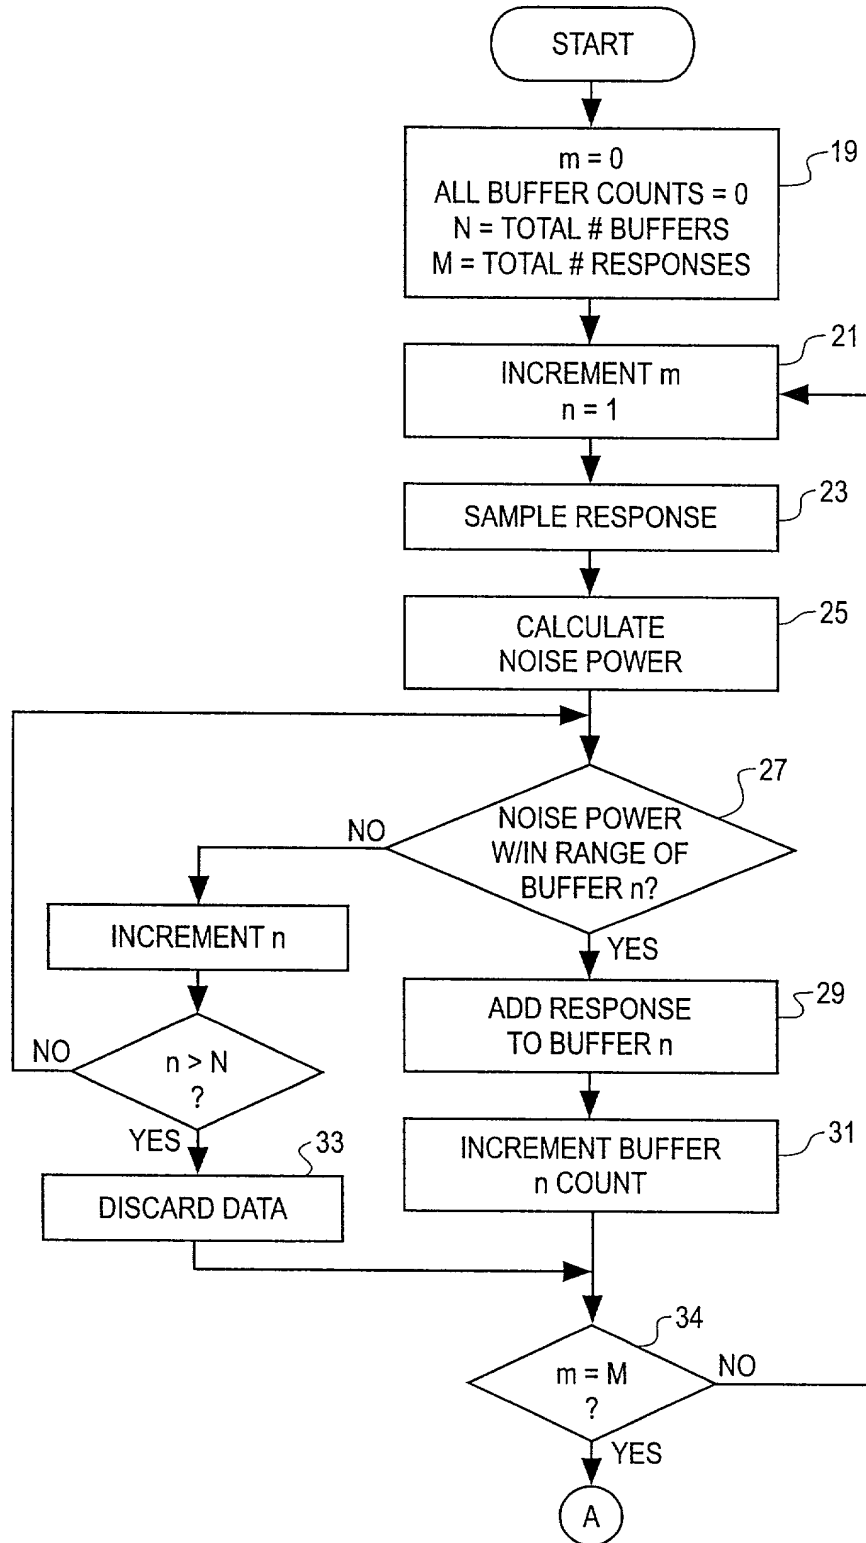 START
m = 0
ALL BUFFER COUNTS = 0
N = TOTAL # BUFFERS
M = TOTAL # RESPONSES
19
INCREMENT m
n = 1
21
SAMPLE RESPONSE
23
CALCULATE
NOISE POWER
25
NOISE POWER
W/IN RANGE OF
BUFFER n?
27
NO
YES
INCREMENT n
n > N
?
NO
YES
DISCARD DATA
33
ADD RESPONSE
TO BUFFER n
29
INCREMENT BUFFER
n COUNT
31
m = M
?
34
NO
YES
A